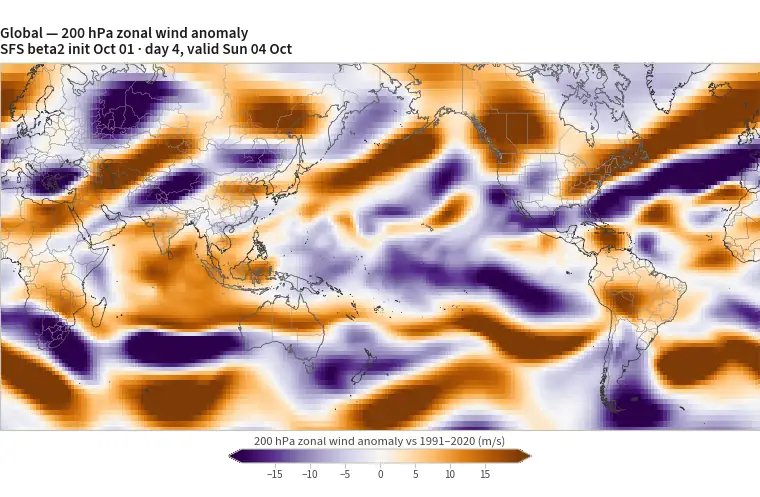 Global — 200 hPa zonal wind anomaly
SFS beta2 init Oct 01 · day 4, valid Sun 04 Oct
200 hPa zonal wind anomaly vs 1991–2020 (m/s)
−15 −10 −5 0 5 10 15